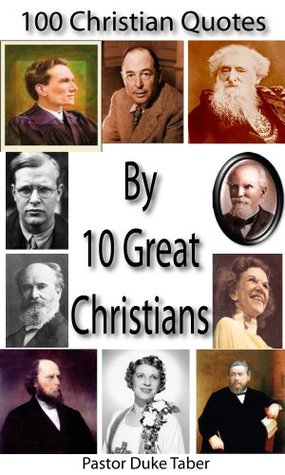 100 Christian Quotes
By
10 Great
Christians
Pastor Duke Taber